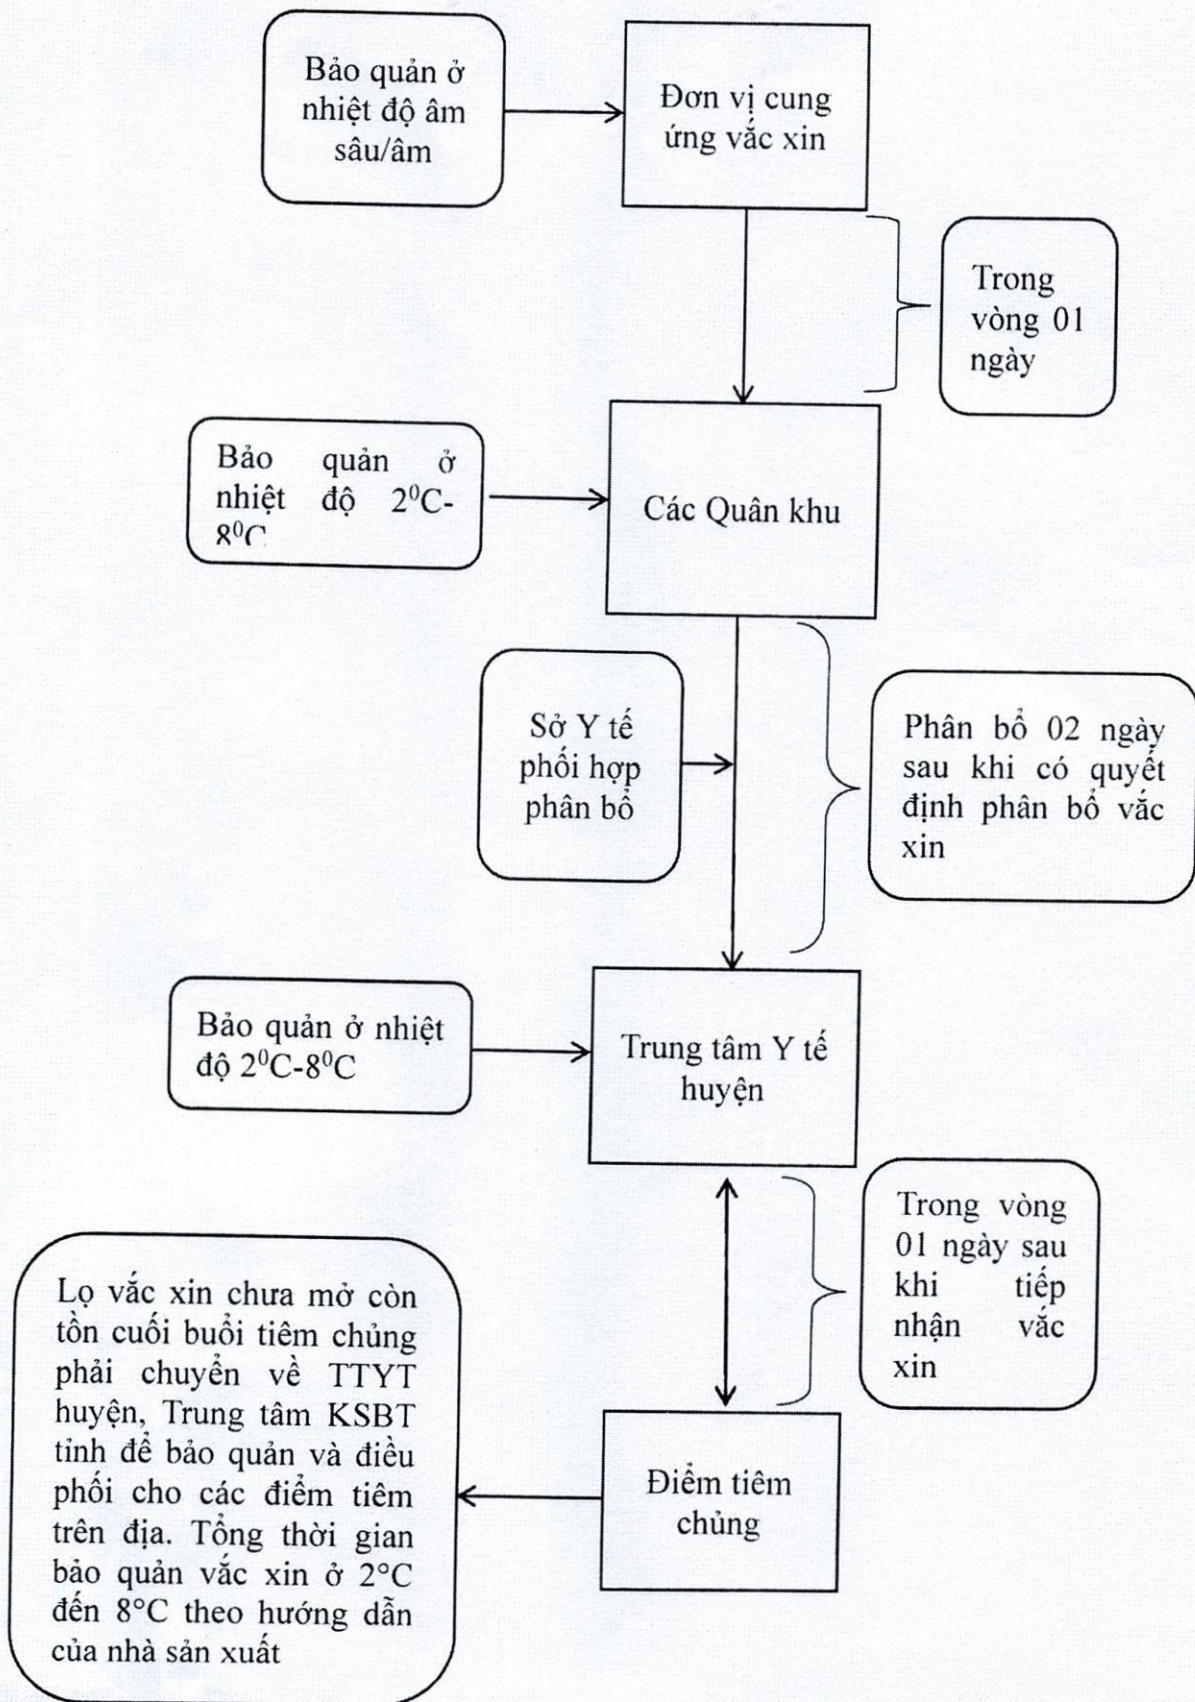 Bảo quản ở
nhiệt độ âm
sâu/âm
Đơn vị cung
ứng vắc xin
Trong
vòng 01
ngày
Bảo quản ở
nhiệt độ 2⁰C-
8⁰C
Các Quân khu
Sở Y tế
phối hợp
phân bổ
Phân bổ 02 ngày
sau khi có quyết
định phân bổ vắc
xin
Bảo quản ở nhiệt
độ 2⁰C-8⁰C
Trung tâm Y tế
huyện
Trong vòng
01 ngày sau
khi tiếp
nhận vắc
xin
Lọ vắc xin chưa mở còn
tồn cuối buổi tiêm chủng
phải chuyển về TTYT
huyện, Trung tâm KSBT
tỉnh để bảo quản và điều
phối cho các điểm tiêm
trên địa. Tổng thời gian
bảo quản vắc xin ở 2°C
đến 8°C theo hướng dẫn
của nhà sản xuất
Điểm tiêm
chủng